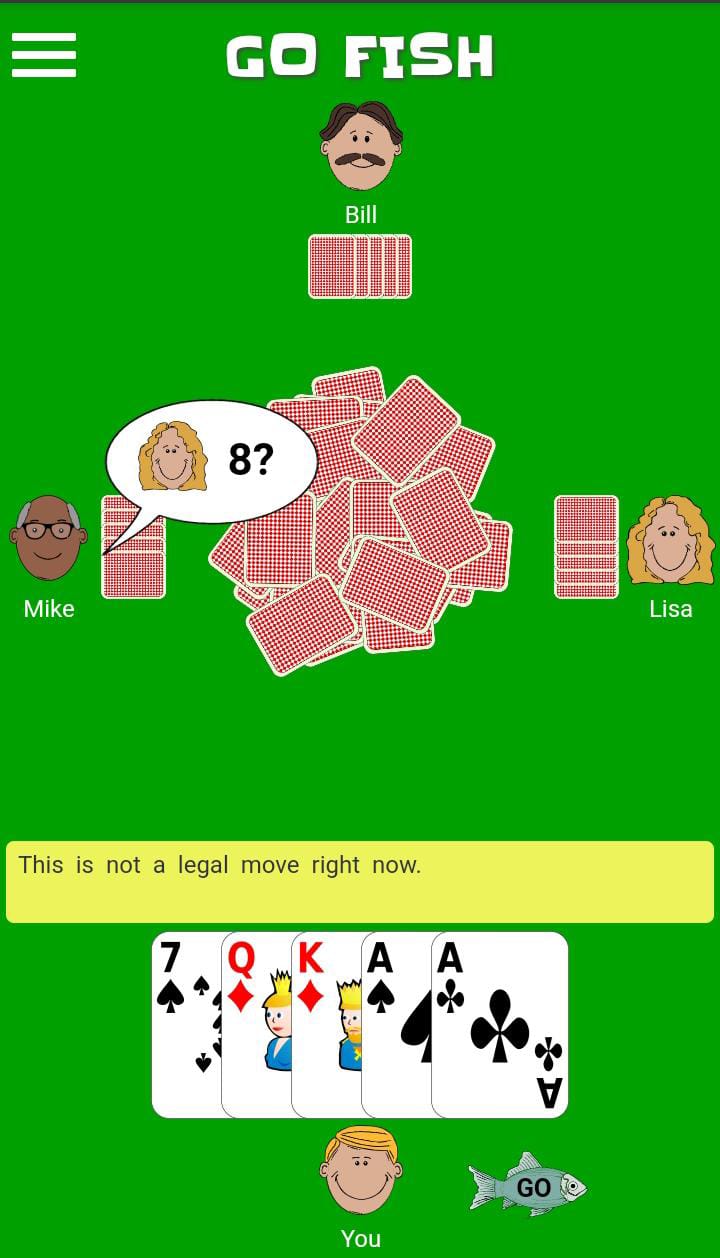 GO FISH
Bill
8?
Mike
Lisa
This is not a legal move right now.
7 Q K A A
A
GO
You